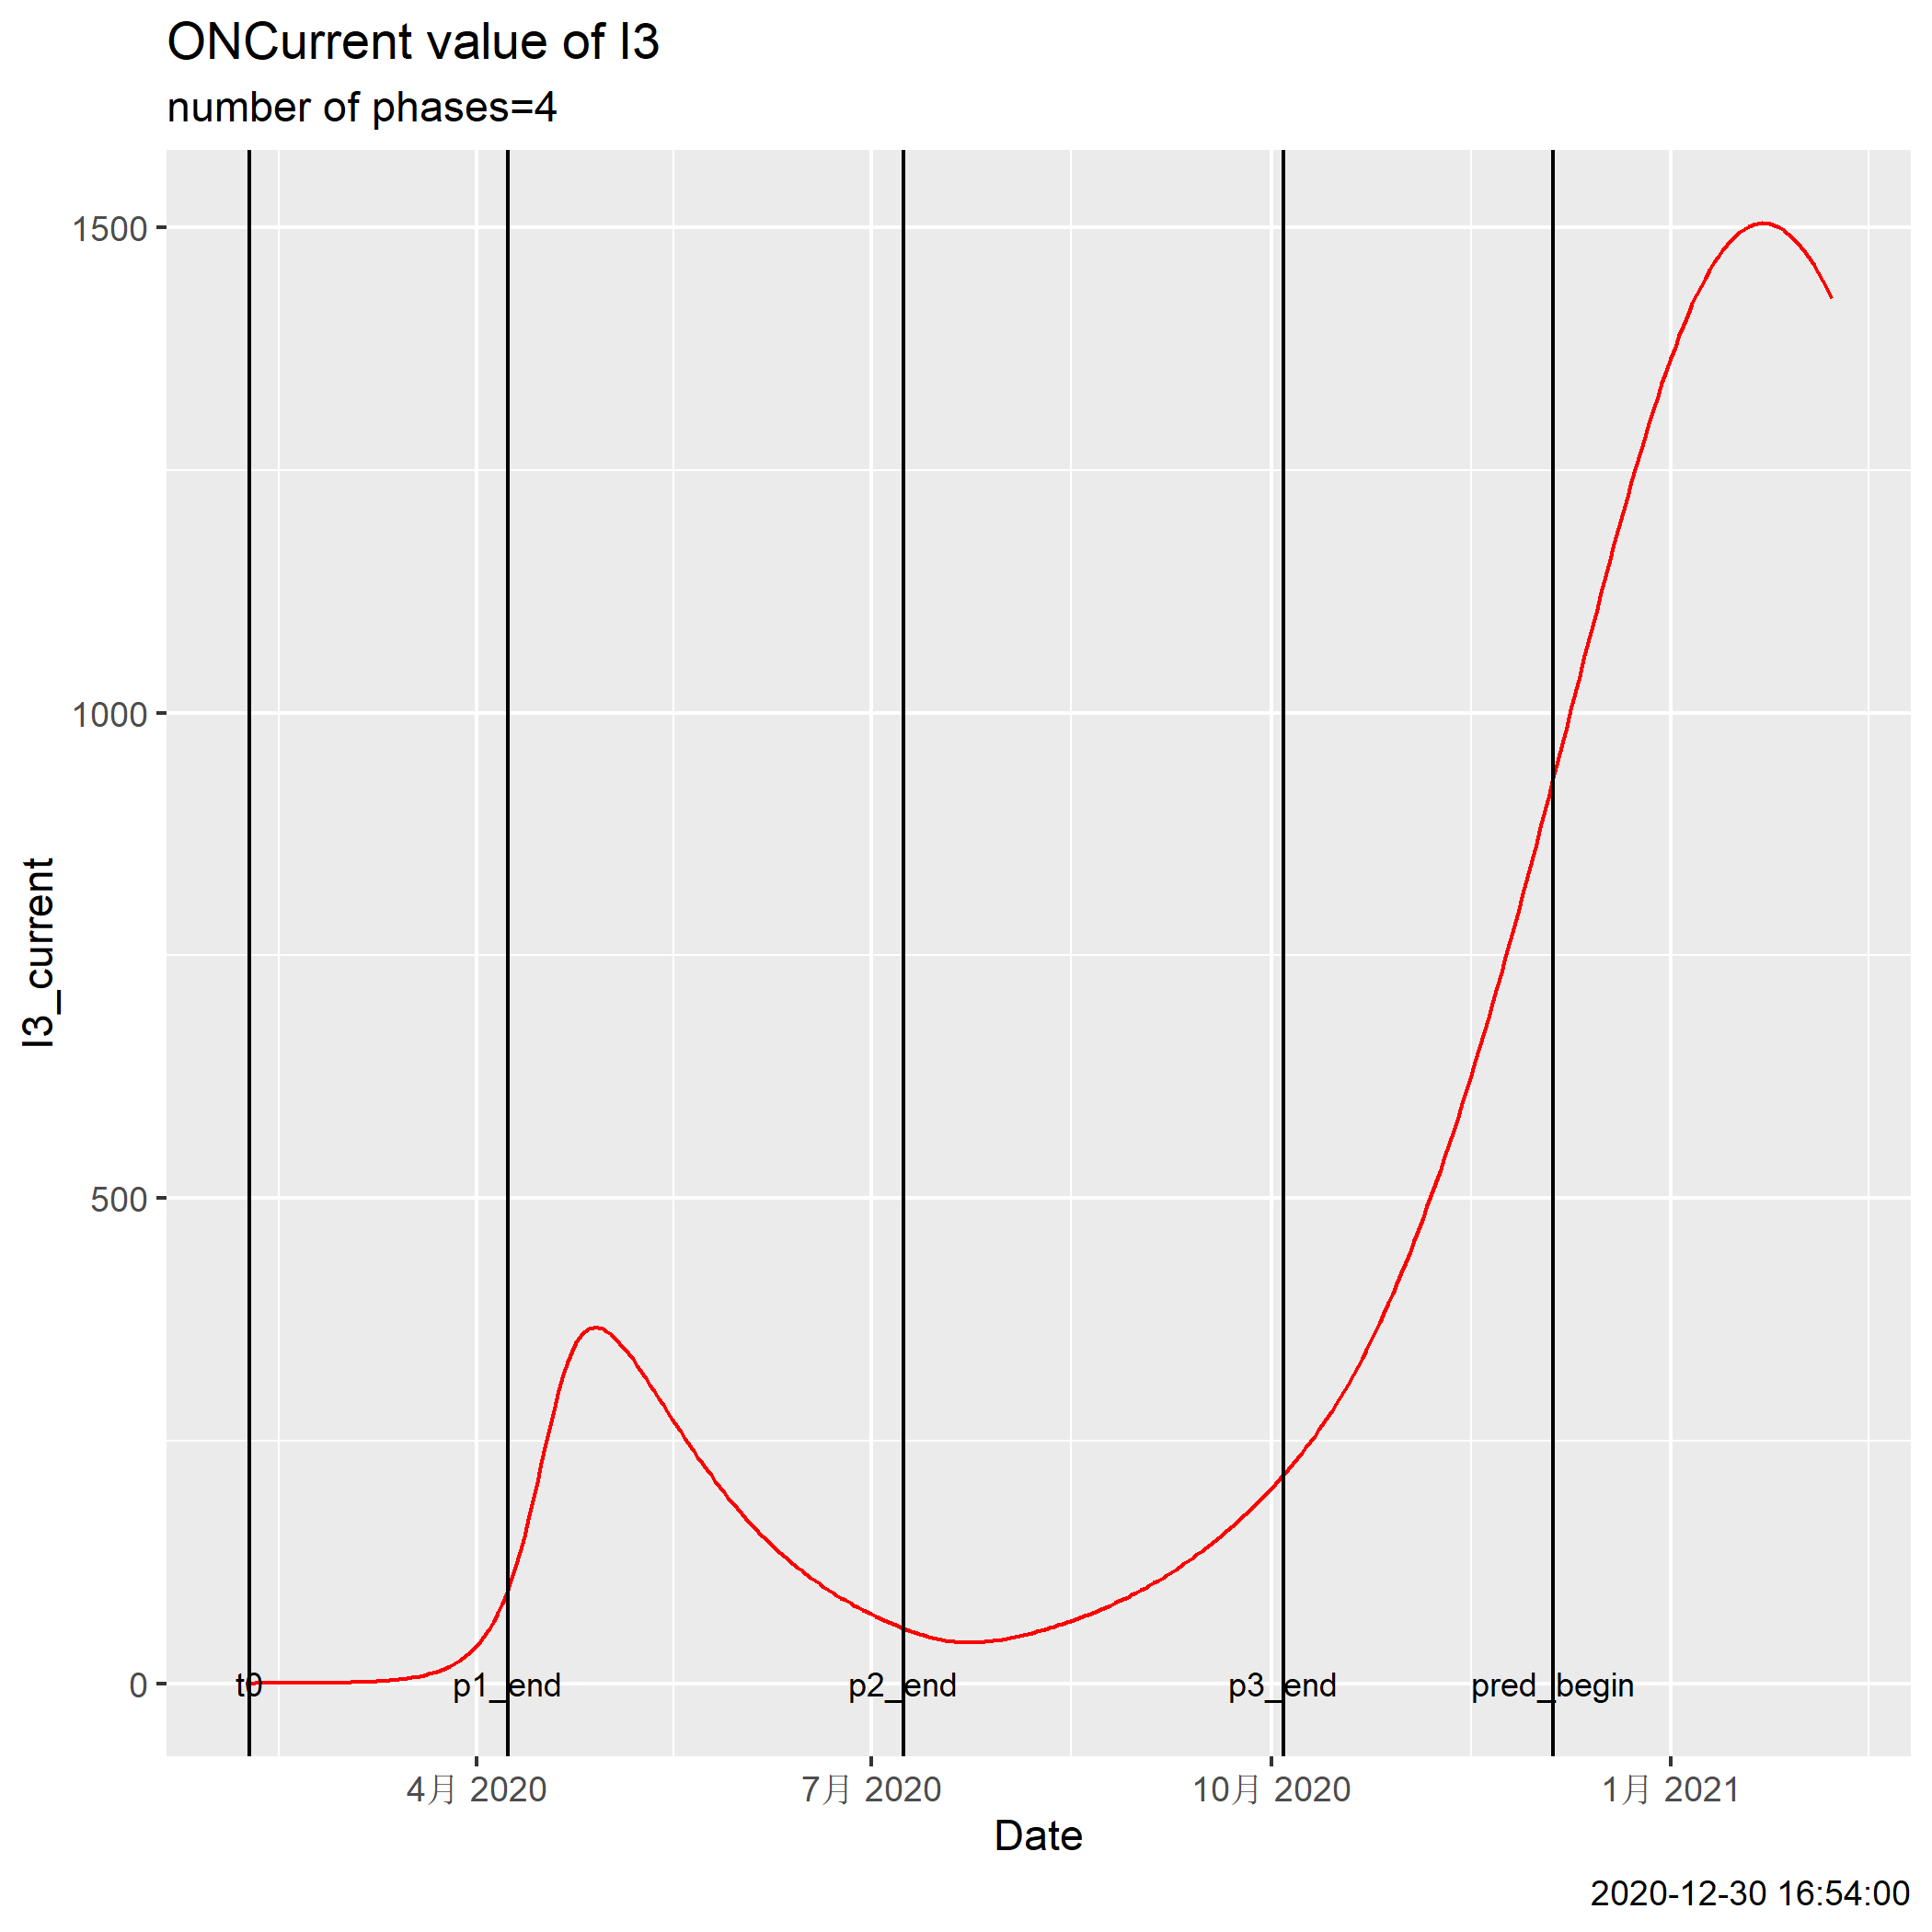 ONCurrent value of I3
number of phases=4
1500
1000
500
0
I3_current
t0
p1_end
p2_end
p3_end
pred_begin
4月 2020
7月 2020
10月 2020
1月 2021
Date
2020-12-30 16:54:00